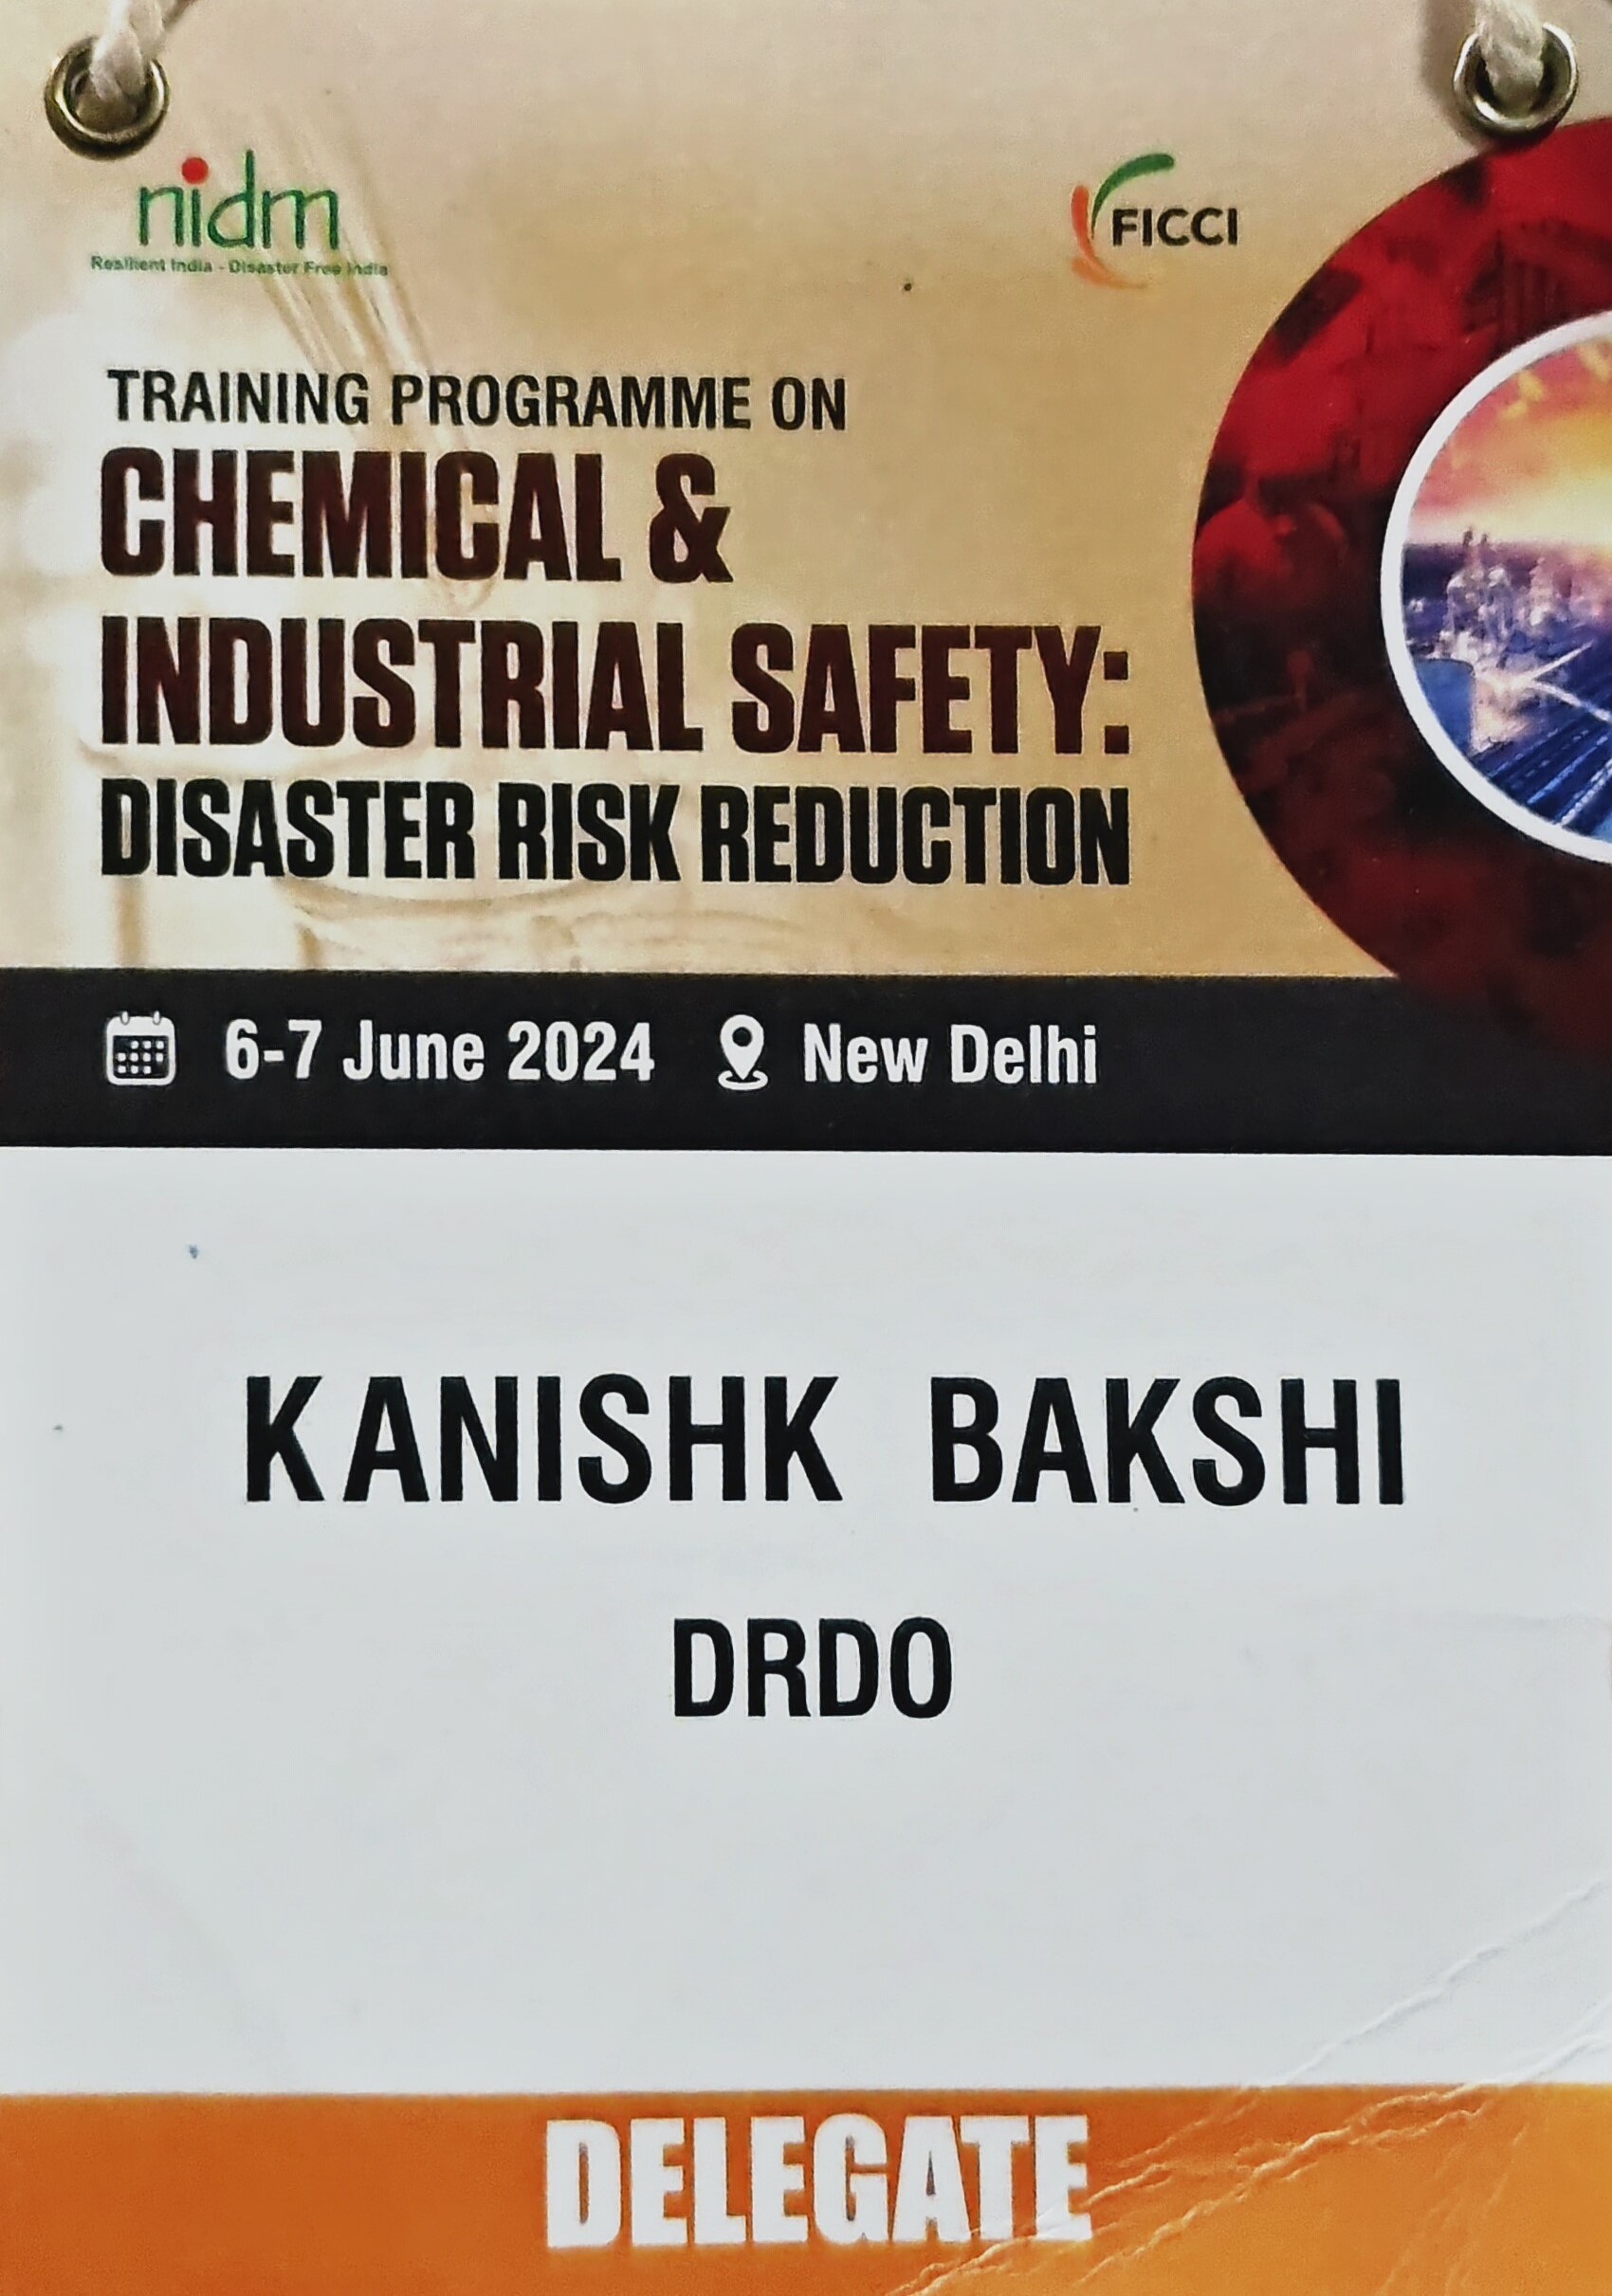 nidm
Resilient India - Disaster Free India
FICCI
TRAINING PROGRAMME ON
CHEMICAL &
INDUSTRIAL SAFETY:
DISASTER RISK REDUCTION
6-7 June 2024 New Delhi
KANISHK BAKSHI
DRDO
DELEGATE